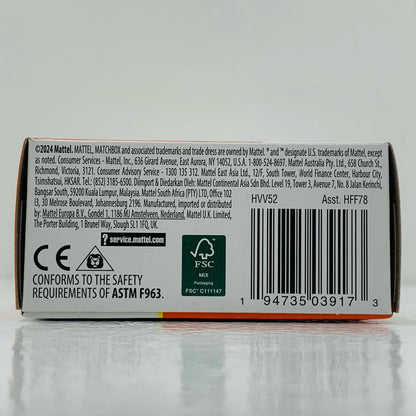 ©2024 Mattel. MATTEL, MATCHBOX and associated trademarks and trade dress are owned by Mattel. ® and ™ designate U.S. trademarks of Mattel, except
as noted. Consumer Services - Mattel, Inc., 636 Girard Avenue, East Aurora, NY 14052, U.S.A. 1-800-524-8697. Mattel Australia Pty. Ltd., 658 Church St.,
Richmond, Victoria, 3121. Consumer Advisory Service - 1300 135 312. Mattel East Asia Ltd., 12/F, South Tower, World Finance Center, Harbour City,
Tsimshatsui, HKSAR. Tel.: (852) 3185-6500. Diimport & Diedarkan Oleh: Mattel Continental Asia Sdn Bhd. Level 19, Tower 3, Avenue 7, No. 8 Jalan Kerinchi,
Bangsar South, 59200 Kuala Lumpur, Malaysia. Mattel South Africa (PTY) LTD, Office 102
I3, 30 Melrose Boulevard, Johannesburg 2196. Manufactured, imported or distributed by:
Mattel Europa B.V., Gondel 1, 1186 MJ Amstelveen, Nederland. Mattel U.K. Limited,
The Porter Building, 1 Brunel Way, Slough SL1 1FQ, UK.
? service.mattel.com
HVV52 Asst. HFF78
CE
FSC
MIX
Packaging
FSC™ C111147
CONFORMS TO THE SAFETY
REQUIREMENTS OF ASTM F963.
1 94735 03917 3